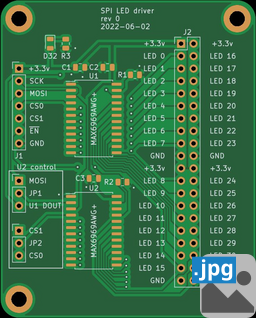 SPI LED driver
rev 0
2022-06-02
J2
D32 R3
+3.3v
+3.3v
LED 0
LED 16
C1
C2
+3.3v
LED 1
LED 17
U1
R1
SCK
LED 2
LED 18
MOSI
LED 3
LED 19
CS0
LED 4
LED 20
CS1
LED 5
LED 21
EN
LED 6
LED 22
GND
LED 7
LED 23
MAX6969AWG+
J1
GND
GND
U2 control
+3.3v
+3.3v
MOSI
C3
R2
LED 8
LED 24
JP1
U2
LED 9
LED 25
U1 DOUT
LED 10
LED 26
LED 11
LED 27
CS1
LED 12
LED 28
JP2
LED 13
LED 29
CS0
LED 14
LED 15
GND
MAX6969AWG+
.jpg